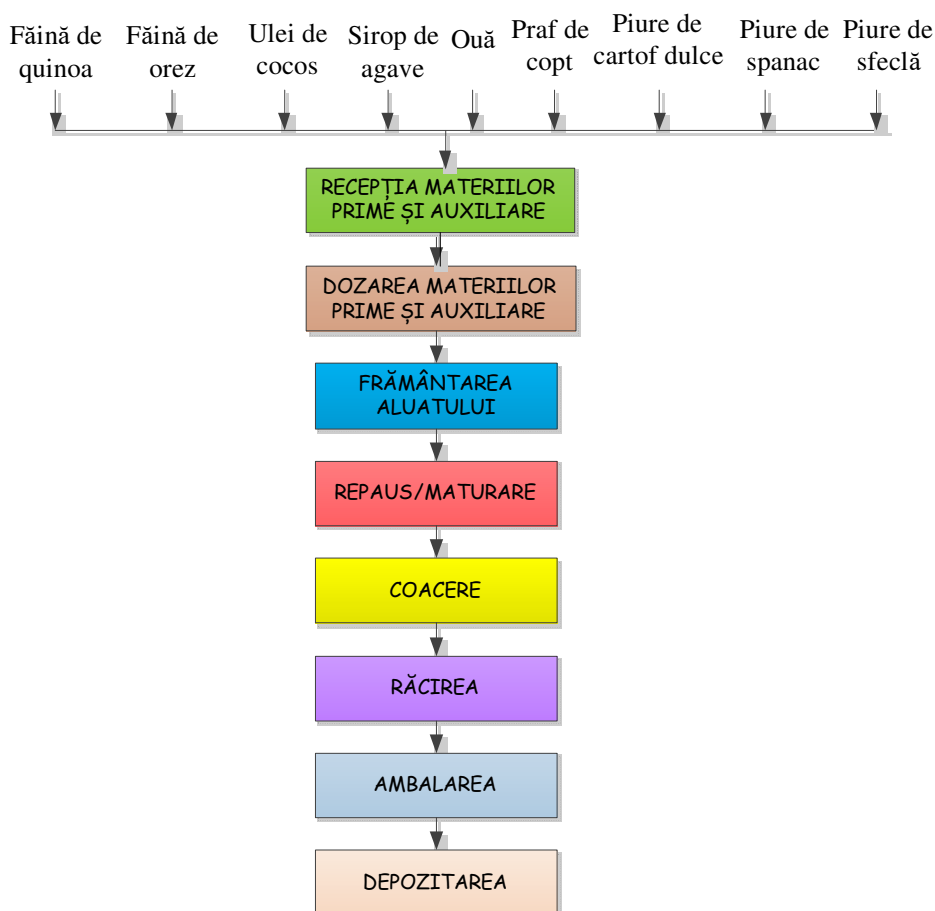 Făină de
quinoa
Făină de
orez
Ulei de
cocos
Sirop de
agave
Ouă
Praf de
copt
Piure de
cartof dulce
Piure de
spanac
Piure de
sfeclă
RECEPȚIA MATERIILOR
PRIME ȘI AUXILIARE
DOZAREA MATERIILOR
PRIME ȘI AUXILIARE
FRĂMÂNTAREA
ALUATULUI
REPAUS/MATURARE
COACERE
RĂCIREA
AMBALAREA
DEPOZITAREA